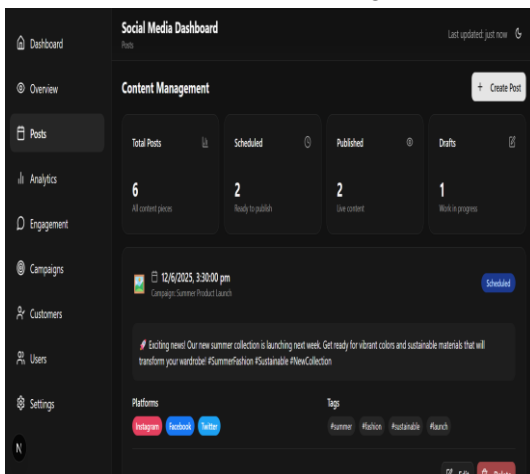 Social Media Dashboard
Posts
Last updated: just now
Dashboard
Overview
Posts
Analytics
Engagement
Campaigns
Customers
Users
Settings
N
Content Management
+ Create Post
Total Posts
6
All content pieces
Scheduled
2
Ready to publish
Published
2
Live content
Drafts
1
Work in progress
12/6/2025, 3:30:00 pm
Campaign: Summer Product Launch
Scheduled
🚀 Exciting news! Our new summer collection is launching next week. Get ready for vibrant colors and sustainable materials that will
transform your wardrobe! #SummerFashion #Sustainable #NewCollection
Platforms
Instagram Facebook Twitter
Tags
#summer #fashion #sustainable #launch
Edit Delete